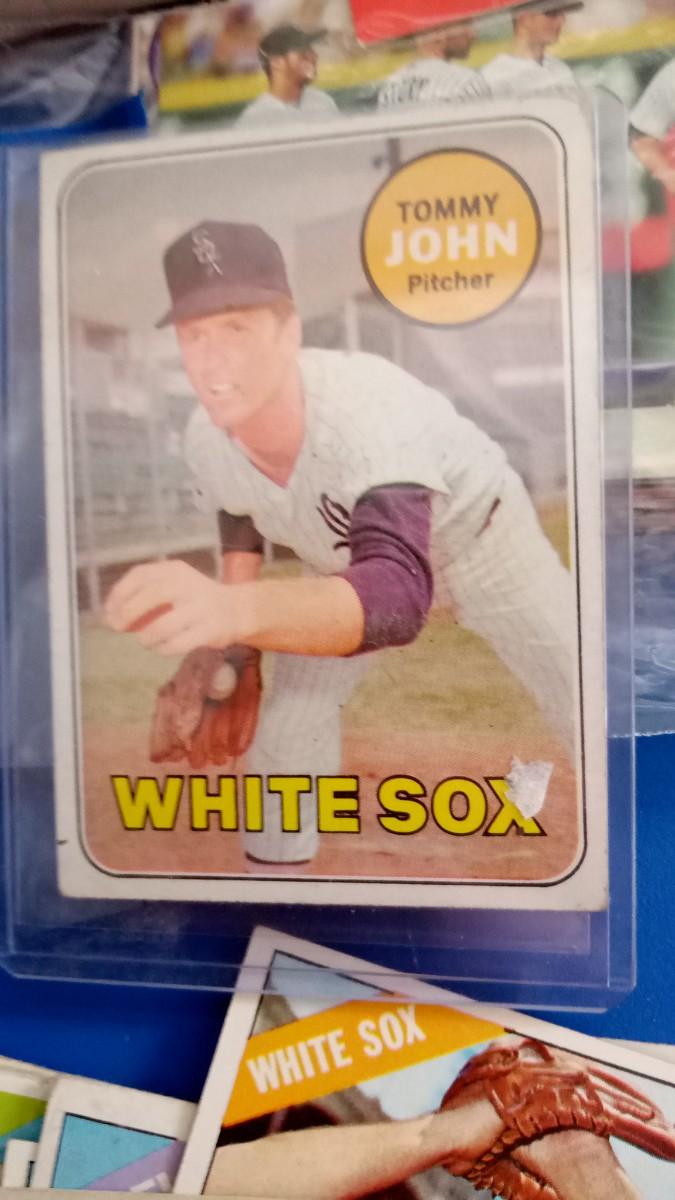 TOMMY
JOHN
Pitcher
WHITE SOX
WHITE SOX